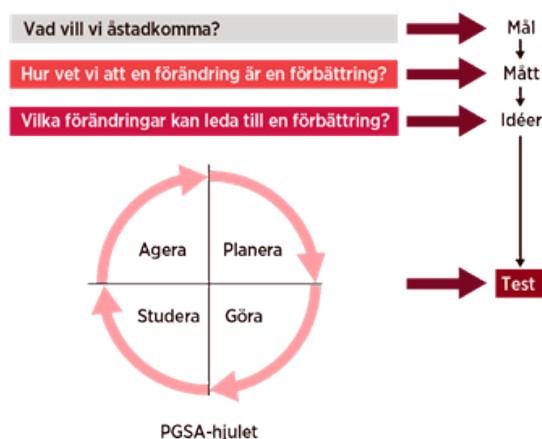 Vad vill vi åstadkomma?
Mål
Hur vet vi att en förändring är en förbättring?
Mått
Vilka förändringar kan leda till en förbättring?
Idéer
Agera
Planera
Studera
Göra
Test
PGSA-hjulet